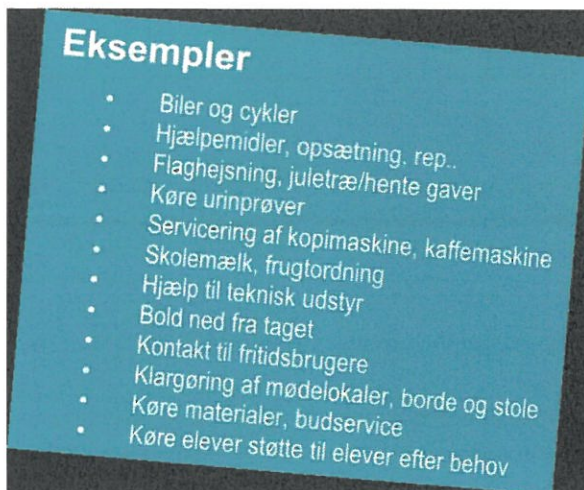 Eksempler
• Biler og cykler
• Hjælpemidler, opsætning. rep..
• Flaghejsning, juletræ/hente gaver
• Køre urinprøver
• Servicering af kopimaskine, kaffemaskine
• Skolemælk, frugtordning
• Hjælp til teknisk udstyr
• Bold ned fra taget
• Kontakt til fritidsbrugere
• Klargøring af mødelokaler, borde og stole
• Køre materialer, budservice
• Køre elever støtte til elever efter behov